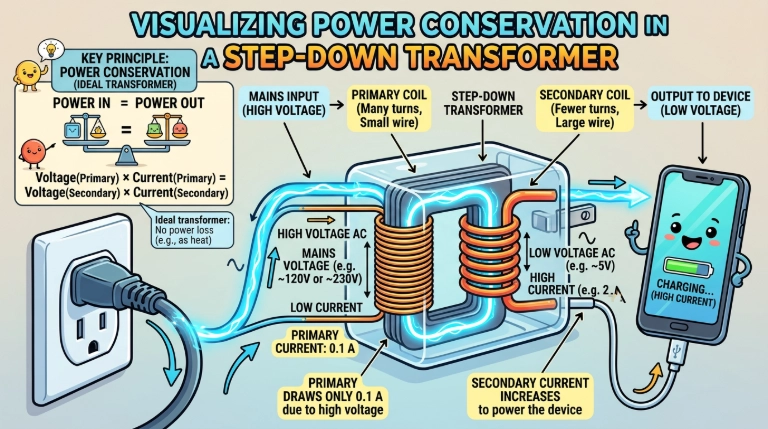 VISUALIZING POWER CONSERVATION IN
A STEP-DOWN TRANSFORMER
KEY PRINCIPLE:
POWER CONSERVATION
(IDEAL TRANSFORMER)
POWER IN = POWER OUT
=
Voltage(Primary) × Current(Primary) =
Voltage(Secondary) × Current(Secondary)
Ideal transformer:
No power loss
(e.g., as heat)
MAINS INPUT
(HIGH VOLTAGE)
PRIMARY COIL
(Many turns,
Small wire)
STEP-DOWN
TRANSFORMER
SECONDARY COIL
(Fewer turns,
Large wire)
OUTPUT TO DEVICE
(LOW VOLTAGE)
HIGH VOLTAGE AC
MAINS
VOLTAGE (e.g.
~120V or ~230V)
LOW CURRENT
PRIMARY
CURRENT: 0.1 A
PRIMARY
DRAWS ONLY 0.1 A
due to high voltage
LOW VOLTAGE AC
(e.g. ~5V)
HIGH
CURRENT (e.g.
SECONDARY CURRENT
INCREASES
to power the device
CHARGING...
(HIGH CURRENT)